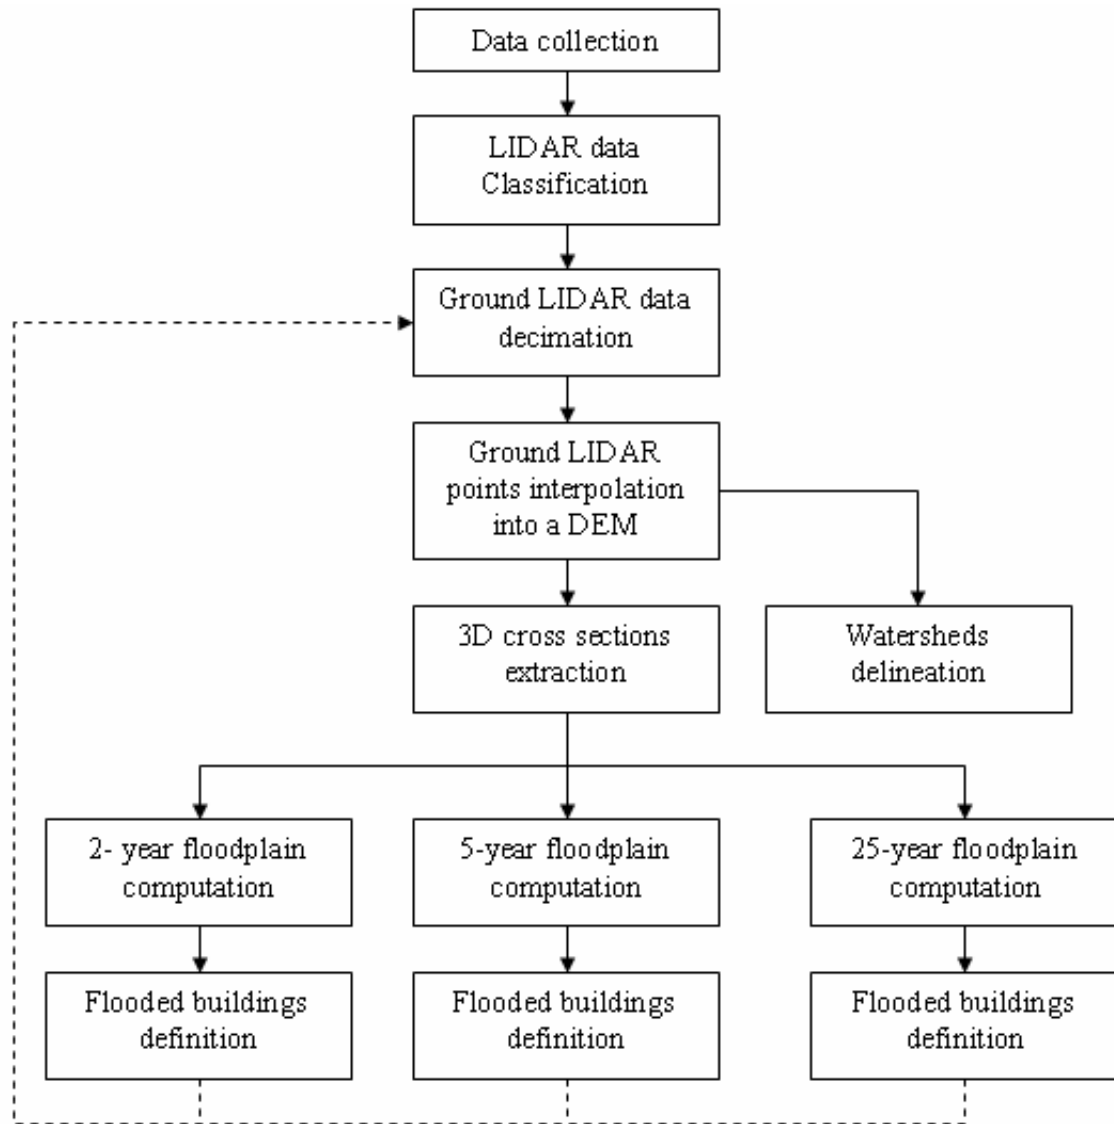 Data collection
LIDAR data
Classification
Ground LIDAR data
decimation
Ground LIDAR
points interpolation
into a DEM
3D cross sections
extraction
Watersheds
delineation
2- year floodplain
computation
5-year floodplain
computation
25-year floodplain
computation
Flooded buildings
definition
Flooded buildings
definition
Flooded buildings
definition